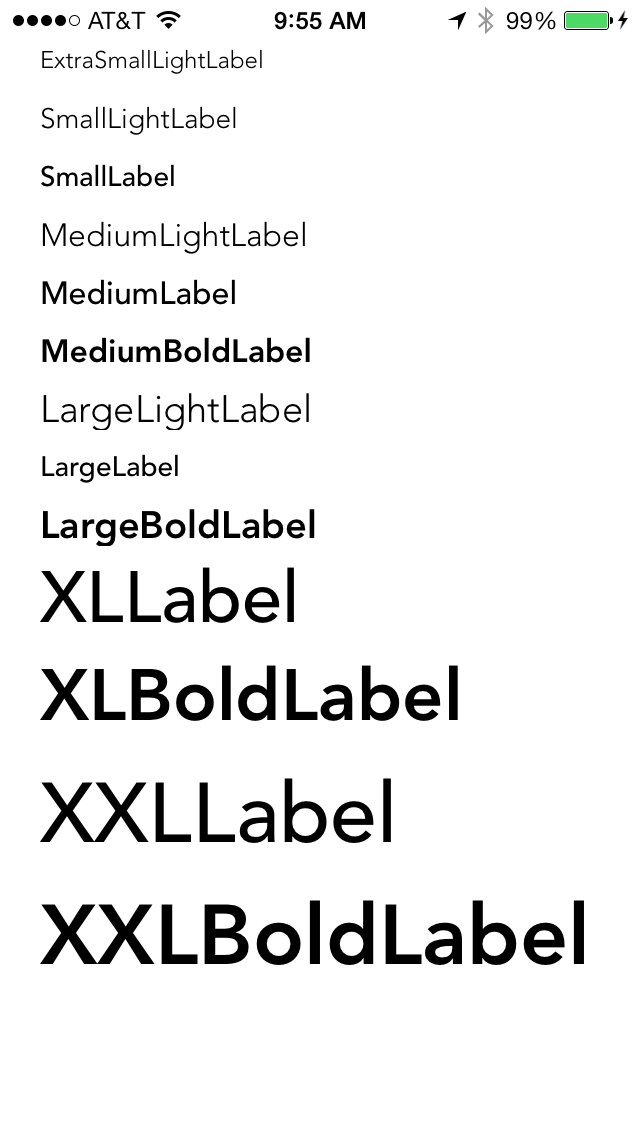 AT&T 9:55 AM 99%
ExtraSmallLightLabel
SmallLightLabel
SmallLabel
MediumLightLabel
MediumLabel
MediumBoldLabel
LargeLightLabel
LargeLabel
LargeBoldLabel
XLLabel
XLBoldLabel
XXLLabel
XXLBoldLabel